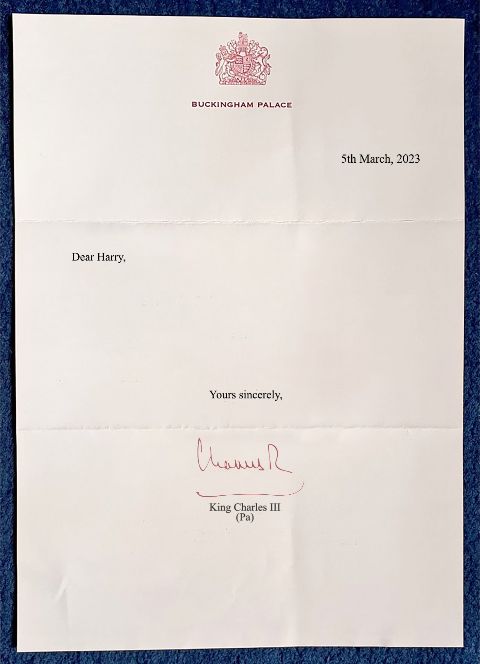 BUCKINGHAM PALACE
5th March, 2023
Dear Harry,
Yours sincerely,
Charles R
King Charles III
(Pa)